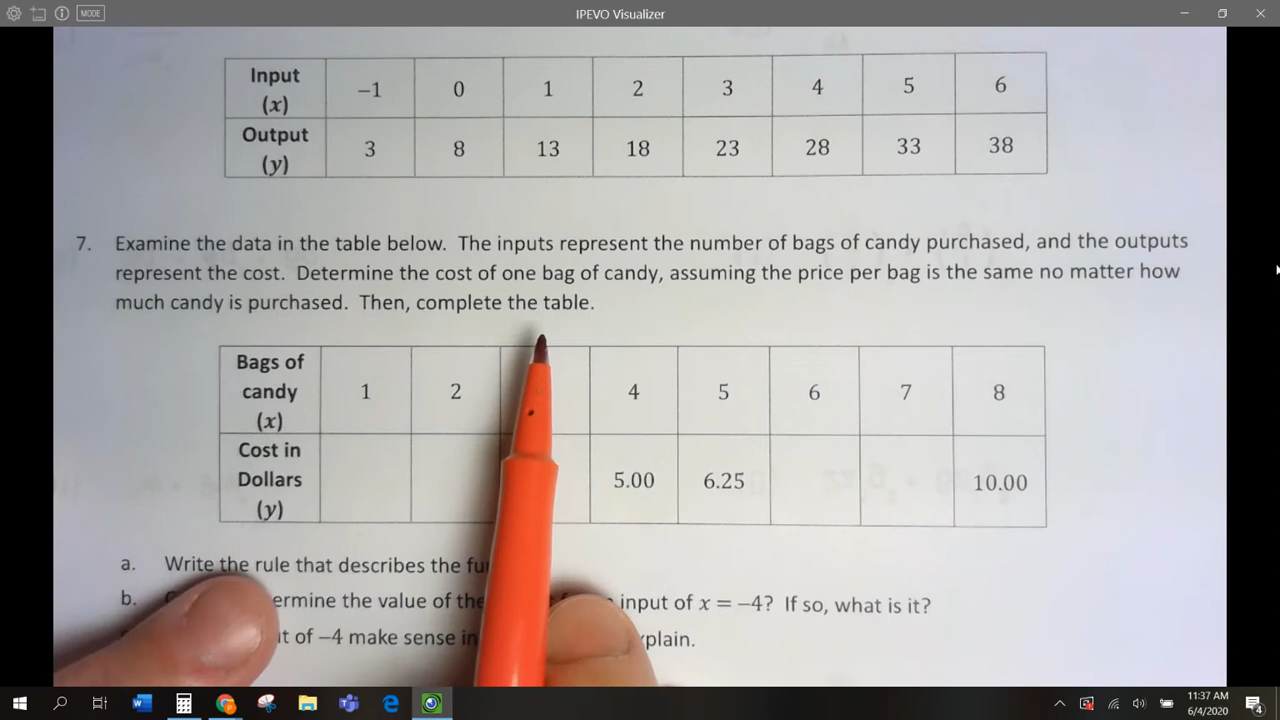 MODE
IPEVO Visualizer
Input (x) −1 0 1 2 3 4 5 6
Output (y) 3 8 13 18 23 28 33 38
7. Examine the data in the table below. The inputs represent the number of bags of candy purchased, and the outputs
represent the cost. Determine the cost of one bag of candy, assuming the price per bag is the same no matter how
much candy is purchased. Then, complete the table.
Bags of candy (x) 1 2 4 5 6 7 8
Cost in Dollars (y) 5.00 6.25 10.00
a. Write the rule that describes the
b. the value of the input of x = −4? If so, what is it?
of −4 make sense in
11:37 AM
6/4/2020
4